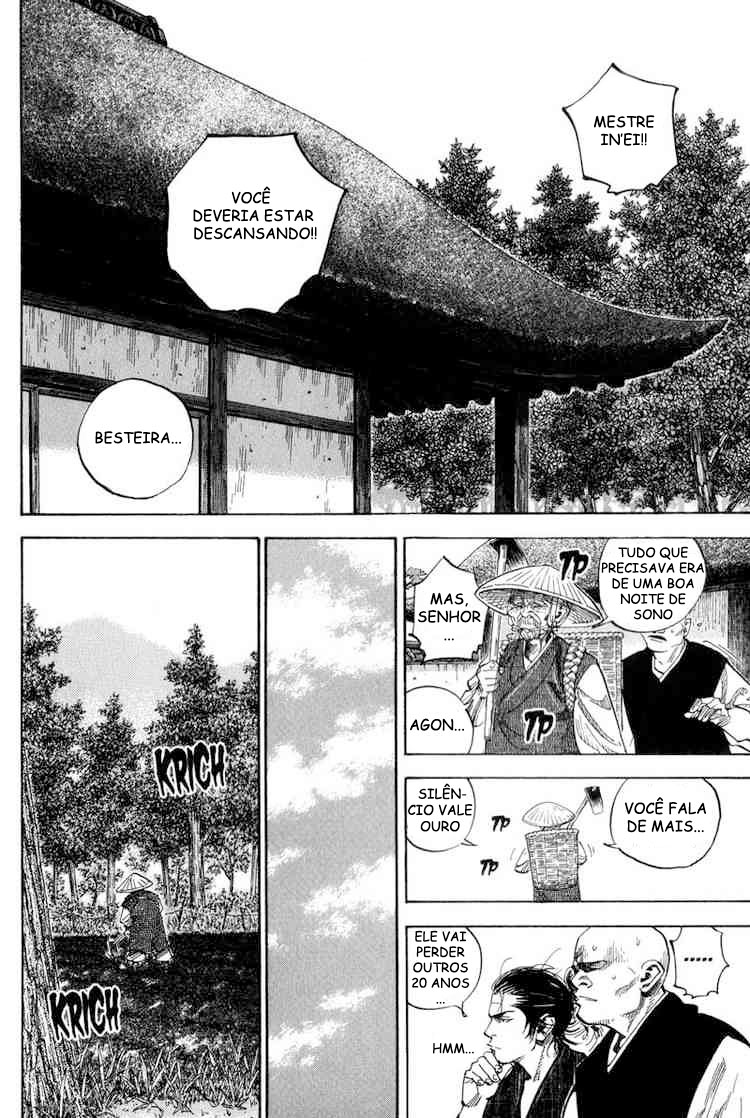 MESTRE
IN'EI!!
VOCÊ
DEVERIA ESTAR
DESCANSANDO!!
BESTEIRA...
TUDO QUE
PRECISAVA ERA
DE UMA BOA
NOITE DE
SONO
MAS,
SENHOR
...
AGON...
TP
TP
VOCÊ FALA
DE MAIS...
SILÊN-
CIO VALE
OURO
TP
TP
......
ELE VAI
PERDER
OUTROS
20 ANOS
...
HMM...
KRICH
KRICH
KRICH